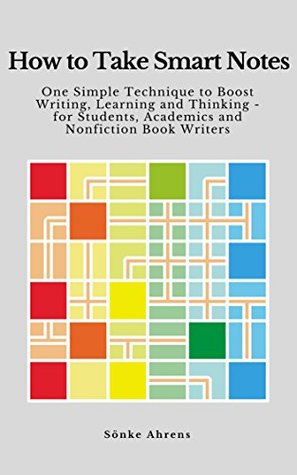 How to Take Smart Notes
One Simple Technique to Boost
Writing, Learning and Thinking -
for Students, Academics and
Nonfiction Book Writers
Sönke Ahrens